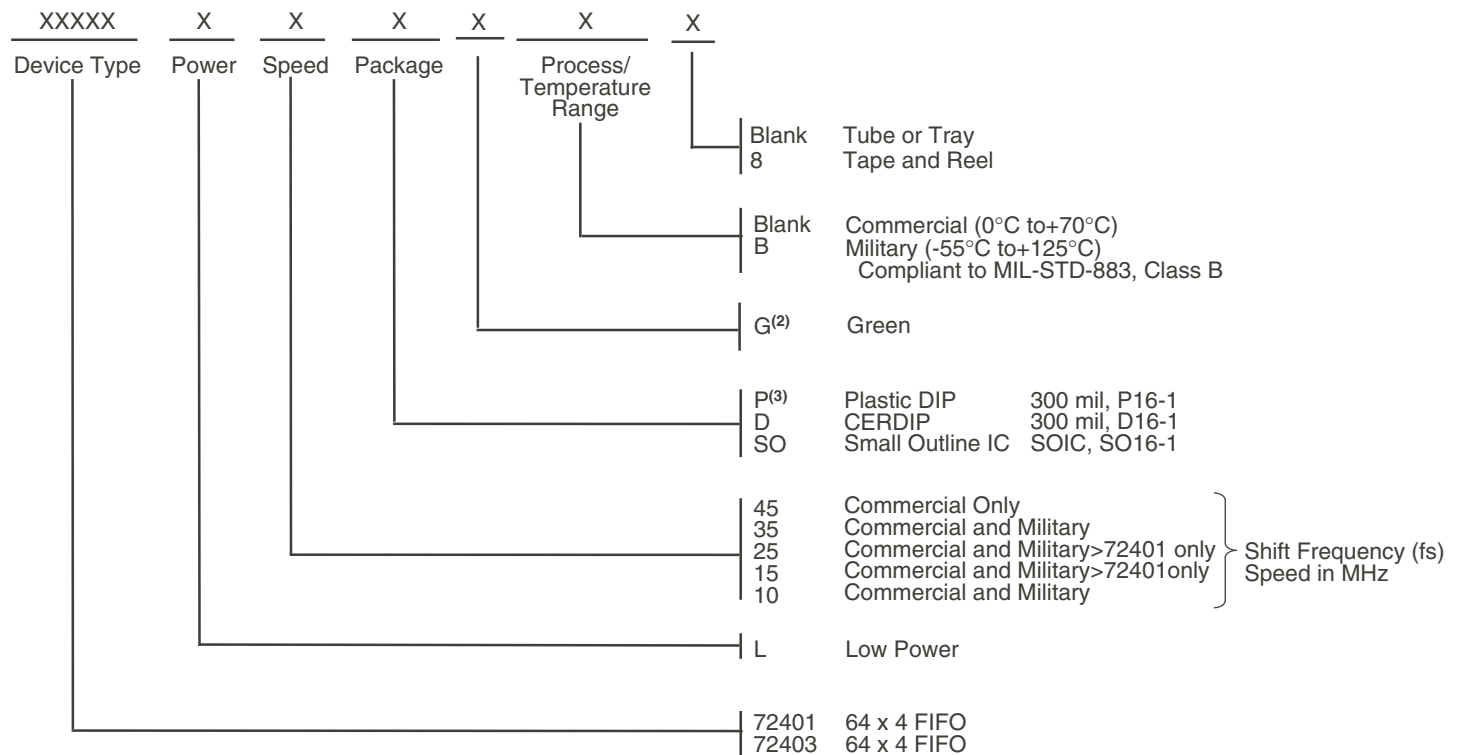 XXXXX X X X X X X
Device Type Power Speed Package Process/
Temperature
Range
Blank Tube or Tray
8 Tape and Reel
Blank Commercial (0°C to+70°C)
B Military (-55°C to+125°C)
Compliant to MIL-STD-883, Class B
G(2) Green
P(3) Plastic DIP 300 mil, P16-1
D CERDIP 300 mil, D16-1
SO Small Outline IC SOIC, SO16-1
45 Commercial Only
35 Commercial and Military
25 Commercial and Military>72401 only
15 Commercial and Military>72401only
10 Commercial and Military
Shift Frequency (fs)
Speed in MHz
L Low Power
72401 64 x 4 FIFO
72403 64 x 4 FIFO